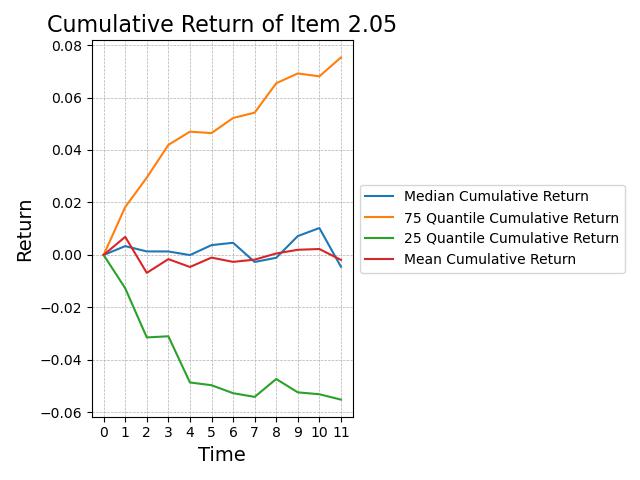 Cumulative Return of Item 2.05
0.08
0.06
0.04
0.02
0.00
−0.02
−0.04
−0.06
Return
0 1 2 3 4 5 6 7 8 9 10 11
Time
Median Cumulative Return
75 Quantile Cumulative Return
25 Quantile Cumulative Return
Mean Cumulative Return